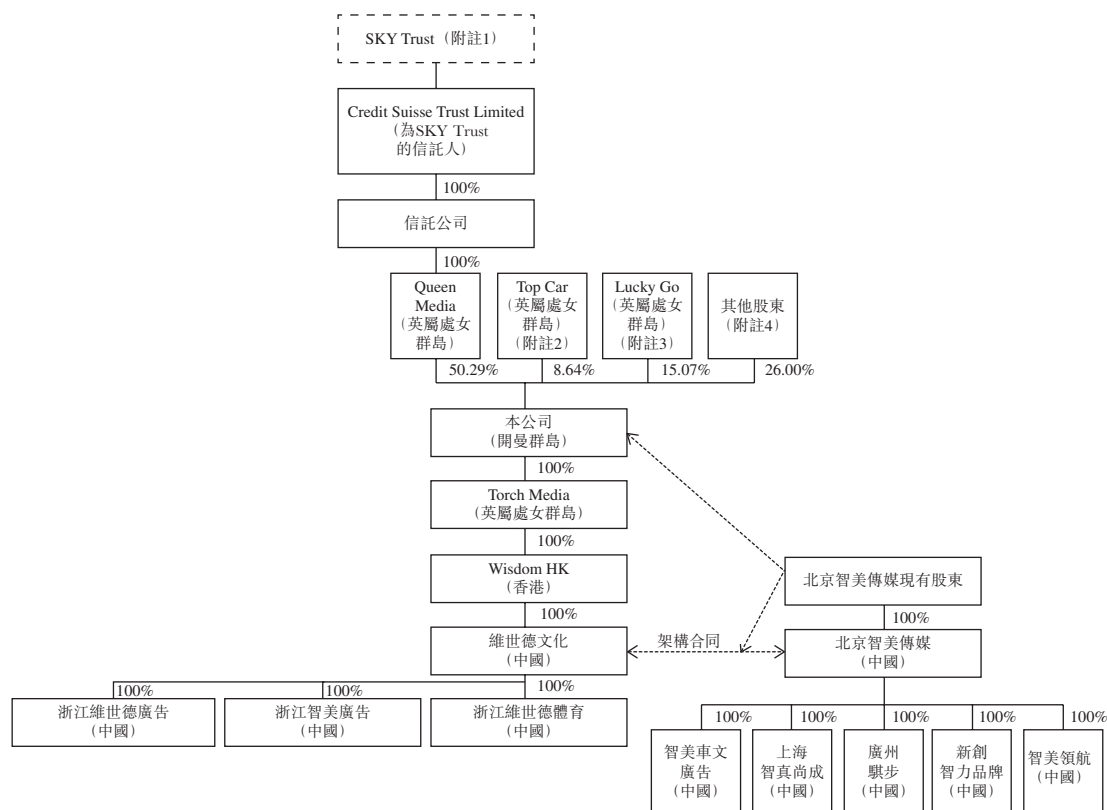 SKY Trust（附註1）
Credit Suisse Trust Limited
（為SKY Trust
的信託人）
100%
信託公司
100%
Queen
Media
（英屬處女
群島）
Top Car
（英屬處女
群島）
（附註2）
Lucky Go
（英屬處女
群島）
（附註3）
其他股東
（附註4）
50.29%
8.64%
15.07%
26.00%
本公司
（開曼群島）
100%
Torch Media
（英屬處女群島）
100%
Wisdom HK
（香港）
北京智美傳媒現有股東
100%
100%
維世德文化
（中國）
架構合同
北京智美傳媒
（中國）
100%
100%
100%
浙江維世德廣告
（中國）
浙江智美廣告
（中國）
浙江維世德體育
（中國）
100%
100%
100%
100%
100%
智美車文
廣告
（中國）
上海
智真尚成
（中國）
廣州
騏步
（中國）
新創
智力品牌
（中國）
智美領航
（中國）